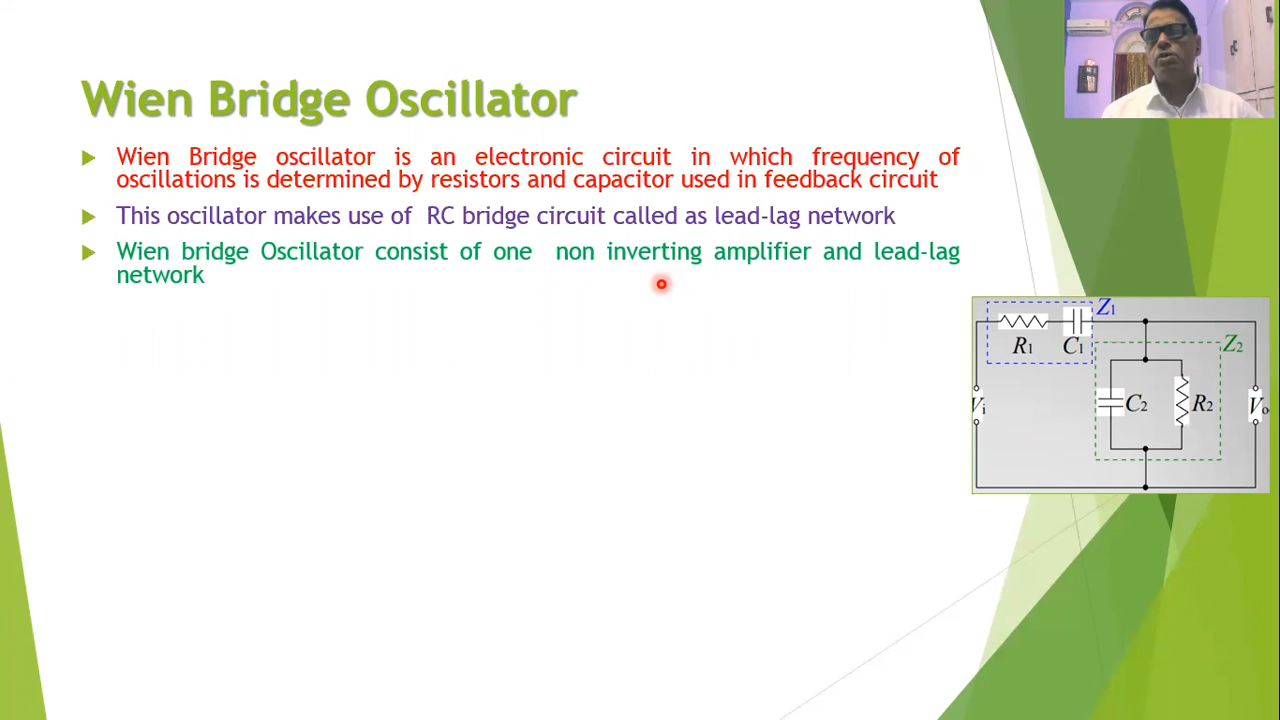 Wien Bridge Oscillator
Wien Bridge oscillator is an electronic circuit in which frequency of
oscillations is determined by resistors and capacitor used in feedback circuit
This oscillator makes use of RC bridge circuit called as lead-lag network
Wien bridge Oscillator consist of one non inverting amplifier and lead-lag
network
Z1
R1 C1
Z2
Vi
C2 R2
Vo